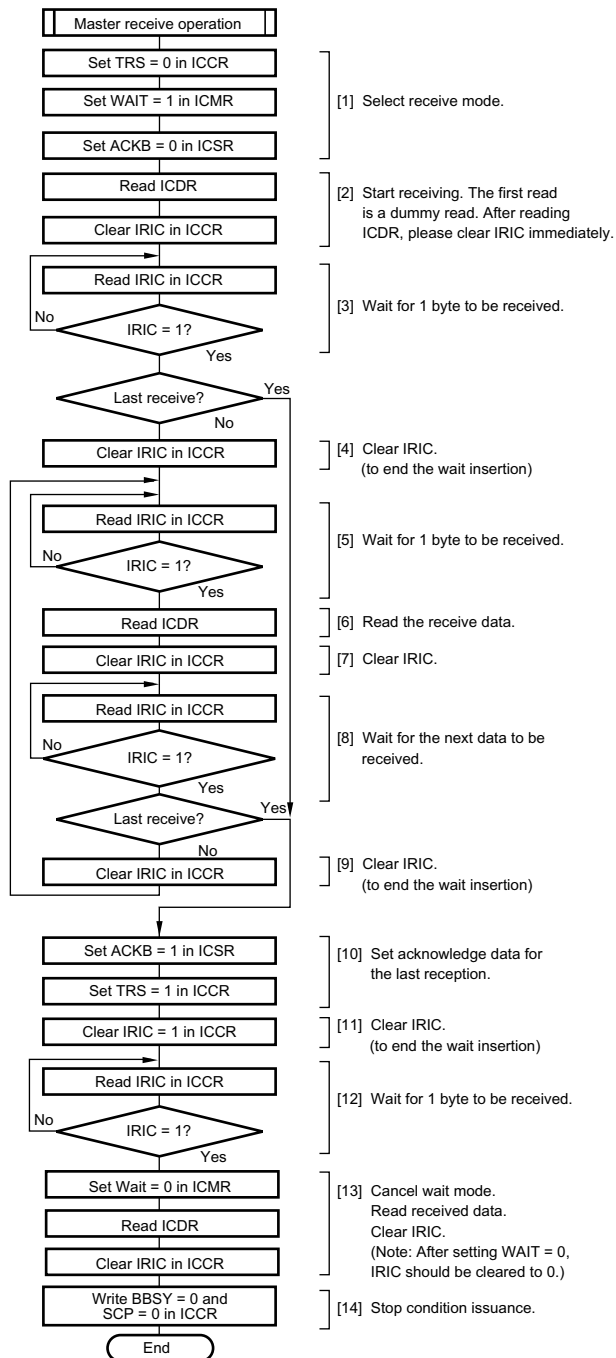 Master receive operation
Set TRS = 0 in ICCR
Set WAIT = 1 in ICMR
Set ACKB = 0 in ICSR
[1] Select receive mode.
Read ICDR
Clear IRIC in ICCR
[2] Start receiving. The first read
is a dummy read. After reading
ICDR, please clear IRIC immediately.
Read IRIC in ICCR
No
IRIC = 1?
Yes
[3] Wait for 1 byte to be received.
Last receive?
Yes
No
Clear IRIC in ICCR
[4] Clear IRIC.
(to end the wait insertion)
Read IRIC in ICCR
No
IRIC = 1?
Yes
[5] Wait for 1 byte to be received.
Read ICDR
[6] Read the receive data.
Clear IRIC in ICCR
[7] Clear IRIC.
Read IRIC in ICCR
No
IRIC = 1?
Yes
[8] Wait for the next data to be
received.
Last receive?
Yes
No
Clear IRIC in ICCR
[9] Clear IRIC.
(to end the wait insertion)
Set ACKB = 1 in ICSR
Set TRS = 1 in ICCR
[10] Set acknowledge data for
the last reception.
Clear IRIC = 1 in ICCR
[11] Clear IRIC.
(to end the wait insertion)
Read IRIC in ICCR
No
IRIC = 1?
Yes
[12] Wait for 1 byte to be received.
Set Wait = 0 in ICMR
Read ICDR
Clear IRIC in ICCR
[13] Cancel wait mode.
Read received data.
Clear IRIC.
(Note: After setting WAIT = 0,
IRIC should be cleared to 0.)
Write BBSY = 0 and
SCP = 0 in ICCR
[14] Stop condition issuance.
End